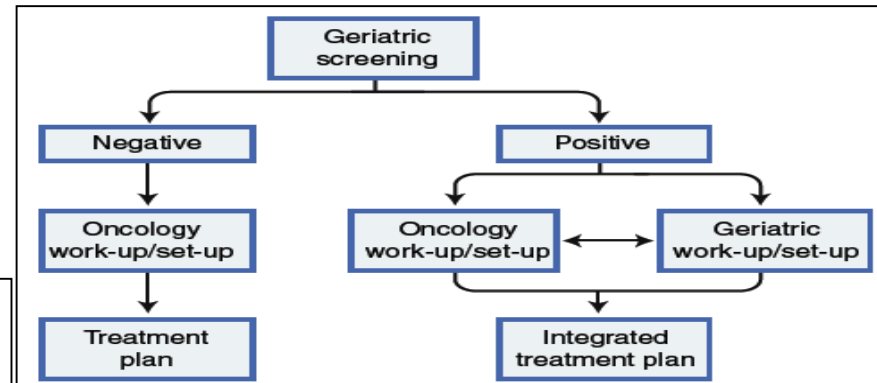 Geriatric
screening
Negative
Positive
Oncology
work-up/set-up
Oncology
work-up/set-up
Geriatric
work-up/set-up
Treatment
plan
Integrated
treatment plan